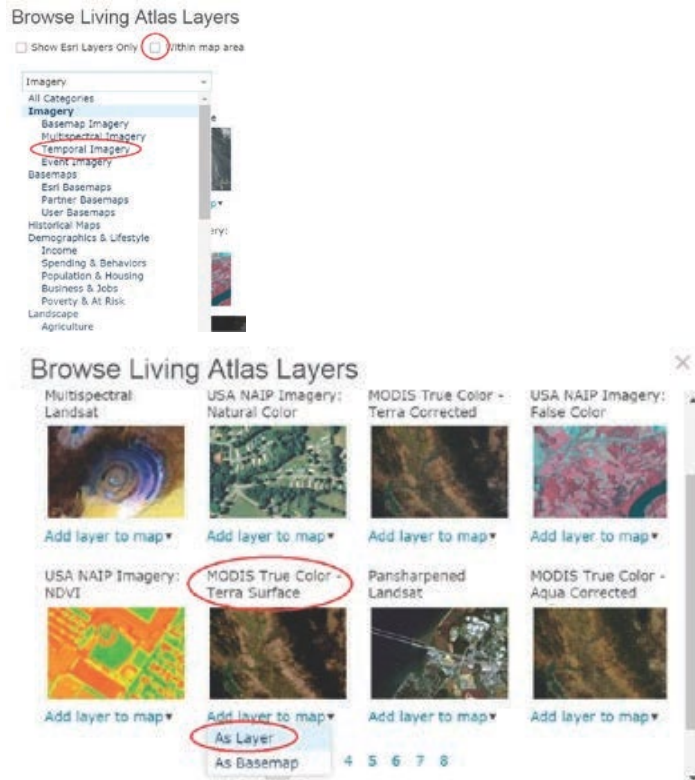 Browse Living Atlas Layers
Show Esri Layers Only Within map area
Imagery
All Categories
Imagery
Basemap Imagery
Multispectral Imagery
Temporal Imagery
Event Imagery
Basemaps
Esri Basemaps
Partner Basemaps
User Basemaps
Historical Maps
Demographics & Lifestyle
Income
Spending & Behaviors
Population & Housing
Business & Jobs
Poverty & At Risk
Landscape
Agriculture
Browse Living Atlas Layers
Multispectral Landsat
USA NAIP Imagery: Natural Color
MODIS True Color - Terra Corrected
USA NAIP Imagery: False Color
Add layer to map Add layer to map Add layer to map Add layer to map
USA NAIP Imagery: NDVI
MODIS True Color - Terra Surface
Pansharpened Landsat
MODIS True Color - Aqua Corrected
Add layer to map Add layer to map Add layer to map Add layer to map
As Layer
As Basemap 4 5 6 7 8